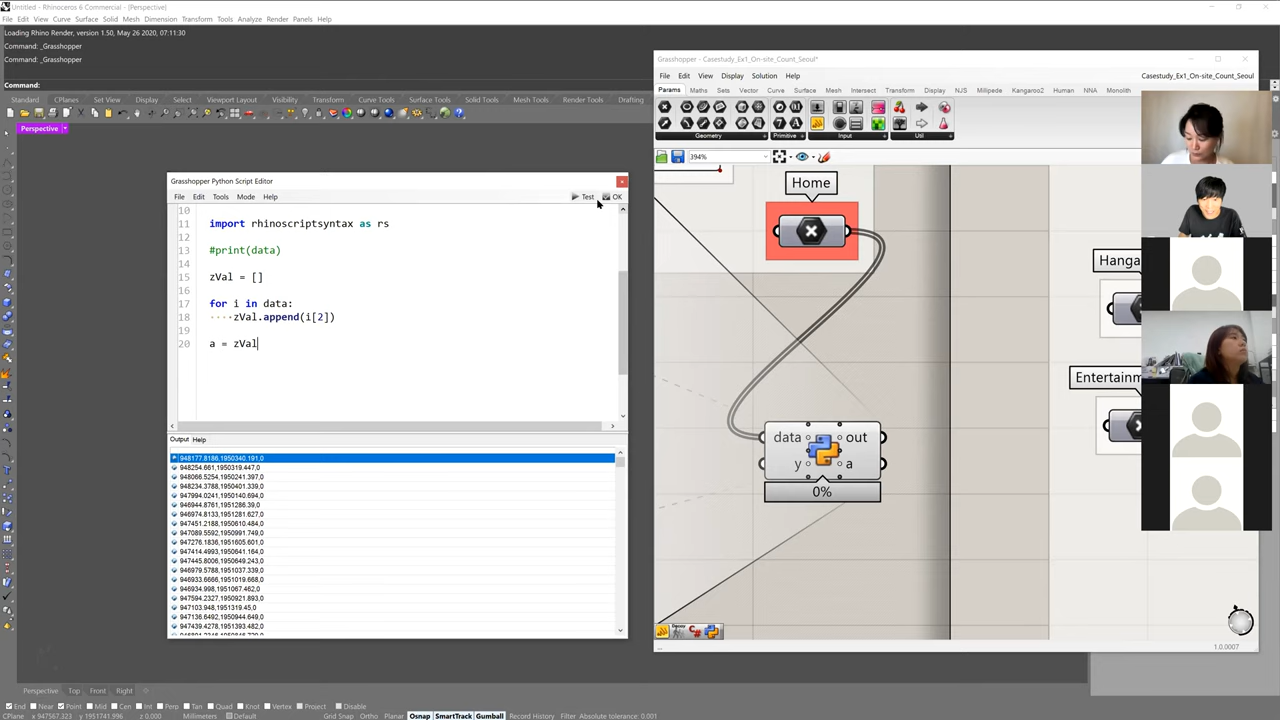 Untitled - Rhinoceros 6 Commercial - [Perspective]
File Edit View Curve Surface Solid Mesh Dimension Transform Tools Analyze Render Panels Help
Loading Rhino Render, version 1.50, May 26 2020, 07:11:30
Command: _Grasshopper
Command: _Grasshopper
Command:
Standard CPlanes Set View Display Select Viewport Layout Visibility Transform Curve Tools Surface Tools Solid Tools Mesh Tools Render Tools Drafting
Perspective
Grasshopper Python Script Editor
File Edit Tools Mode Help
Test OK
10
11 import rhinoscriptsyntax as rs
12
13 #print(data)
14
15 zVal = []
16
17 for i in data:
18 ····zVal.append(i[2])
19
20 a = zVal
Output Help
948177.8186,1950340.191,0
948254.661,1950319.447,0
948066.5254,1950241.397,0
948234.3788,1950401.339,0
947994.0241,1950140.694,0
946944.8761,1951286.39,0
946974.8133,1951281.627,0
947451.2188,1950610.484,0
947089.5592,1950991.749,0
947276.1836,1951605.601,0
947414.4993,1950641.164,0
947445.8006,1950649.243,0
946979.5787,1951037.339,0
946933.6666,1951019.668,0
946934.998,1951067.462,0
947594.2327,1950921.893,0
947103.948,1951319.45,0
947136.6492,1950944.649,0
947439.4278,1951393.482,0
Grasshopper - Casestudy_Ex1_On-site_Count_Seoul*
File Edit View Display Solution Help
Casestudy_Ex1_On-site_Count_Seoul
Params Maths Sets Vector Curve Surface Mesh Intersect Transform Display NJS Millipede Kangaroo2 Human NNA Monolith
Geometry Primitive Input Util
394%
Home
Hanga
Entertainm
data out
y a
0%
1.0.0007
Perspective Top Front Right
End Near Point Mid Cen Int Perp Tan Quad Knot Vertex Project Disable
CPlane x 947567.323 y 1951741.996 z 0.000 Millimeters Default Grid Snap Ortho Planar Osnap SmartTrack Gumball Record History Filter Absolute tolerance: 0.001